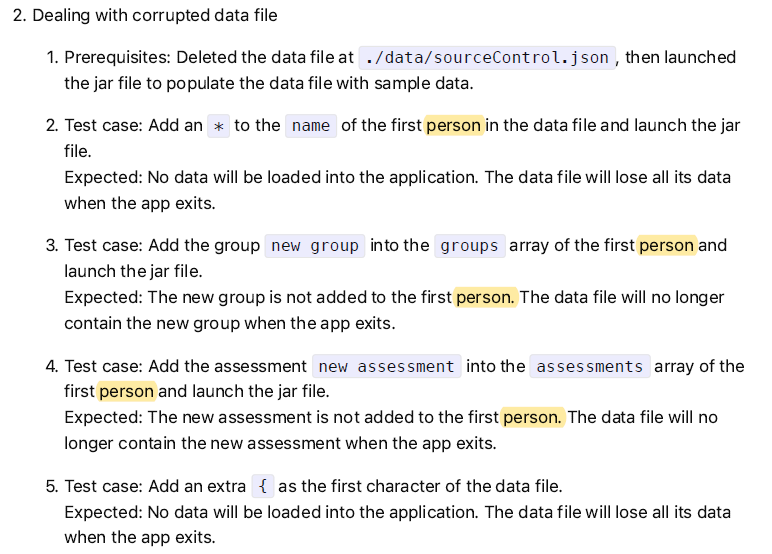 2. Dealing with corrupted data file
1. Prerequisites: Deleted the data file at ./data/sourceControl.json , then launched
the jar file to populate the data file with sample data.
2. Test case: Add an * to the name of the first person in the data file and launch the jar
file.
Expected: No data will be loaded into the application. The data file will lose all its data
when the app exits.
3. Test case: Add the group new group into the groups array of the first person and
launch the jar file.
Expected: The new group is not added to the first person. The data file will no longer
contain the new group when the app exits.
4. Test case: Add the assessment new assessment into the assessments array of the
first person and launch the jar file.
Expected: The new assessment is not added to the first person. The data file will no
longer contain the new assessment when the app exits.
5. Test case: Add an extra { as the first character of the data file.
Expected: No data will be loaded into the application. The data file will lose all its data
when the app exits.